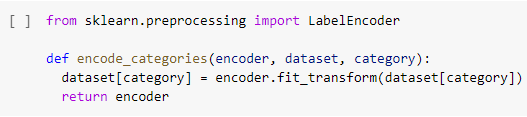 [ ] from sklearn.preprocessing import LabelEncoder
def encode_categories(encoder, dataset, category):
dataset[category] = encoder.fit_transform(dataset[category])
return encoder